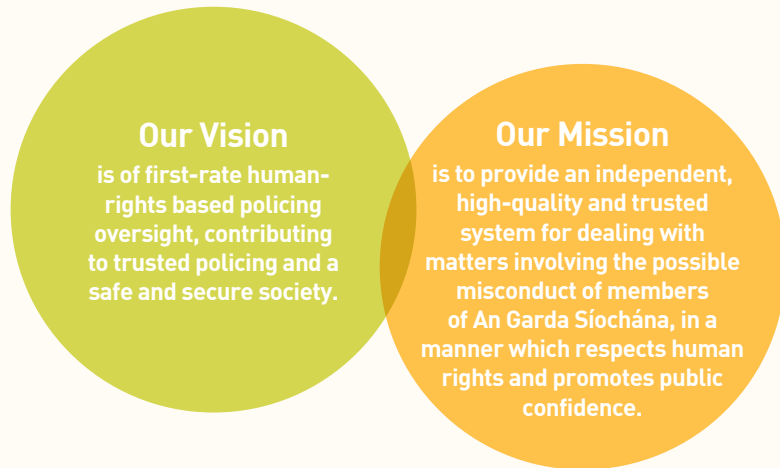 Our Vision
is of first-rate human-
rights based policing
oversight, contributing
to trusted policing and a
safe and secure society.
Our Mission
is to provide an independent,
high-quality and trusted
system for dealing with
matters involving the possible
misconduct of members
of An Garda Síochána, in a
manner which respects human
rights and promotes public
confidence.